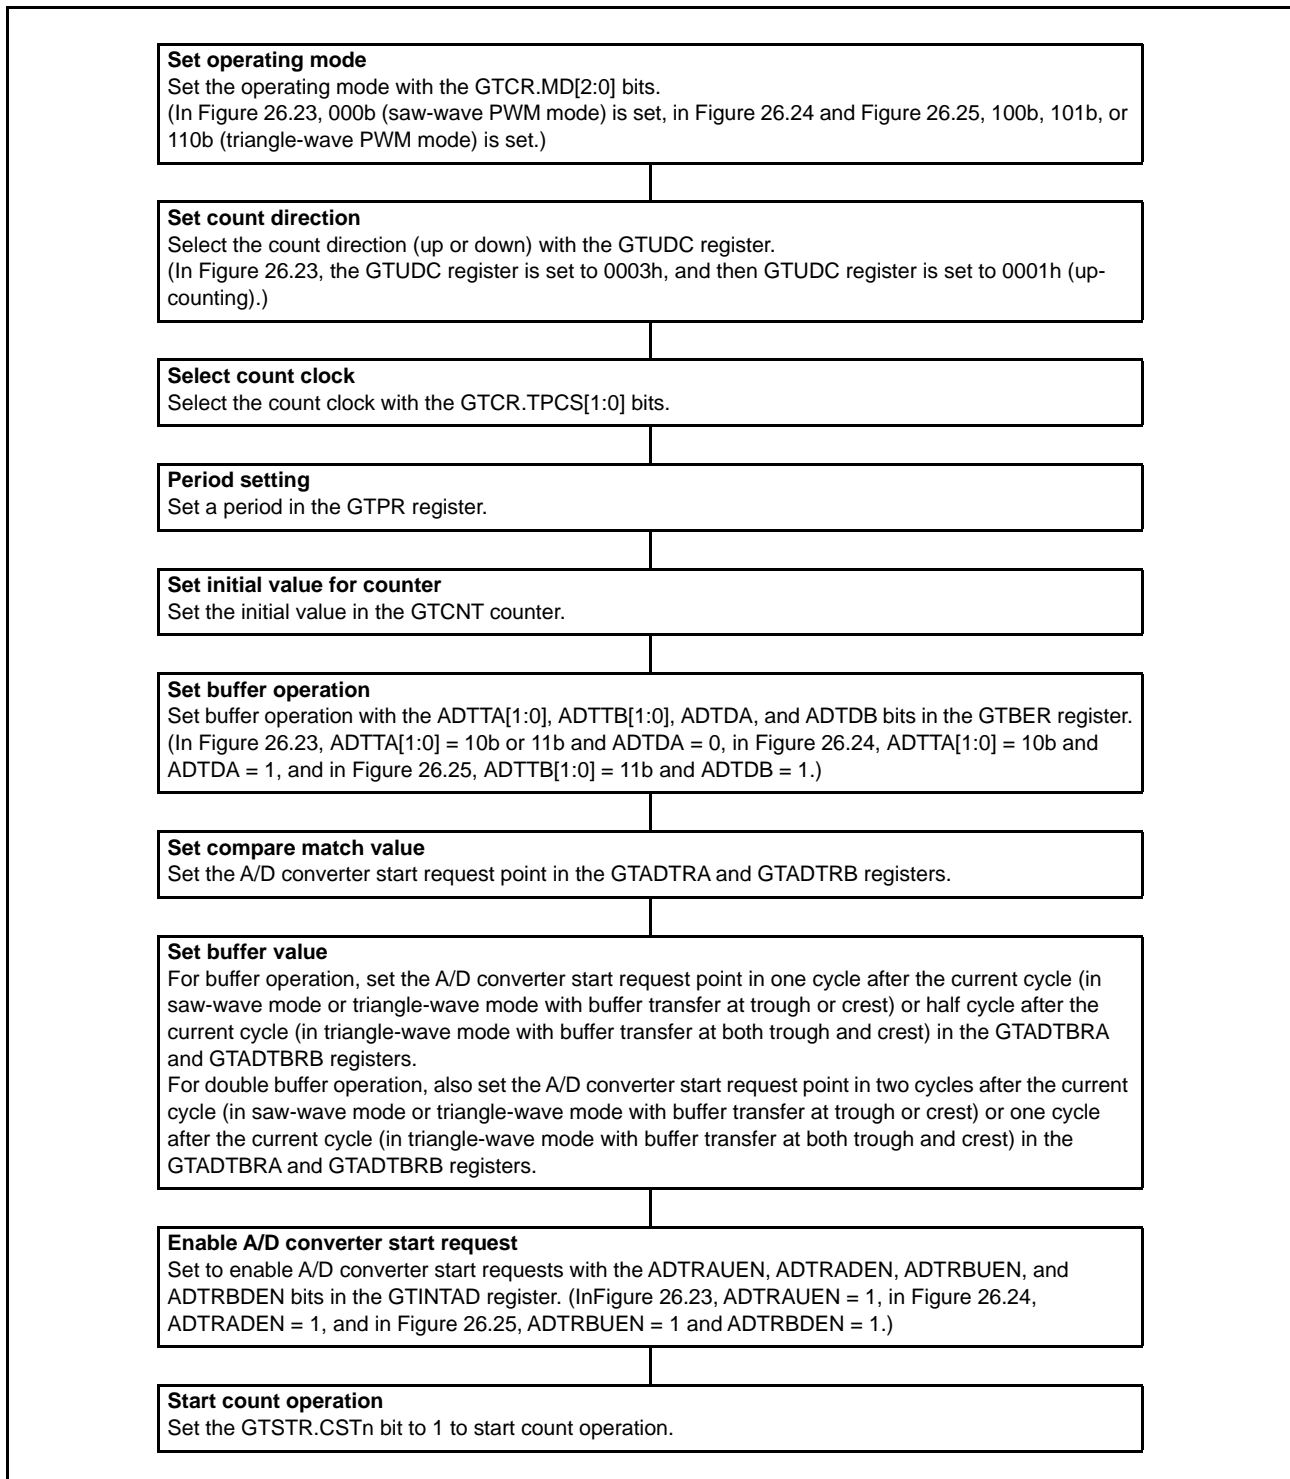 Set operating mode
Set the operating mode with the GTCR.MD[2:0] bits.
(In Figure 26.23, 000b (saw-wave PWM mode) is set, in Figure 26.24 and Figure 26.25, 100b, 101b, or
110b (triangle-wave PWM mode) is set.)
Set count direction
Select the count direction (up or down) with the GTUDC register.
(In Figure 26.23, the GTUDC register is set to 0003h, and then GTUDC register is set to 0001h (up-
counting).)
Select count clock
Select the count clock with the GTCR.TPCS[1:0] bits.
Period setting
Set a period in the GTPR register.
Set initial value for counter
Set the initial value in the GTCNT counter.
Set buffer operation
Set buffer operation with the ADTTA[1:0], ADTTB[1:0], ADTDA, and ADTDB bits in the GTBER register.
(In Figure 26.23, ADTTA[1:0] = 10b or 11b and ADTDA = 0, in Figure 26.24, ADTTA[1:0] = 10b and
ADTDA = 1, and in Figure 26.25, ADTTB[1:0] = 11b and ADTDB = 1.)
Set compare match value
Set the A/D converter start request point in the GTADTRA and GTADTRB registers.
Set buffer value
For buffer operation, set the A/D converter start request point in one cycle after the current cycle (in
saw-wave mode or triangle-wave mode with buffer transfer at trough or crest) or half cycle after the
current cycle (in triangle-wave mode with buffer transfer at both trough and crest) in the GTADTBRA
and GTADTBRB registers.
For double buffer operation, also set the A/D converter start request point in two cycles after the current
cycle (in saw-wave mode or triangle-wave mode with buffer transfer at trough or crest) or one cycle
after the current cycle (in triangle-wave mode with buffer transfer at both trough and crest) in the
GTADTBRA and GTADTBRB registers.
Enable A/D converter start request
Set to enable A/D converter start requests with the ADTRAUEN, ADTRADEN, ADTRBUEN, and
ADTRBDEN bits in the GTINTAD register. (InFigure 26.23, ADTRAUEN = 1, in Figure 26.24,
ADTRADEN = 1, and in Figure 26.25, ADTRBUEN = 1 and ADTRBDEN = 1.)
Start count operation
Set the GTSTR.CSTn bit to 1 to start count operation.